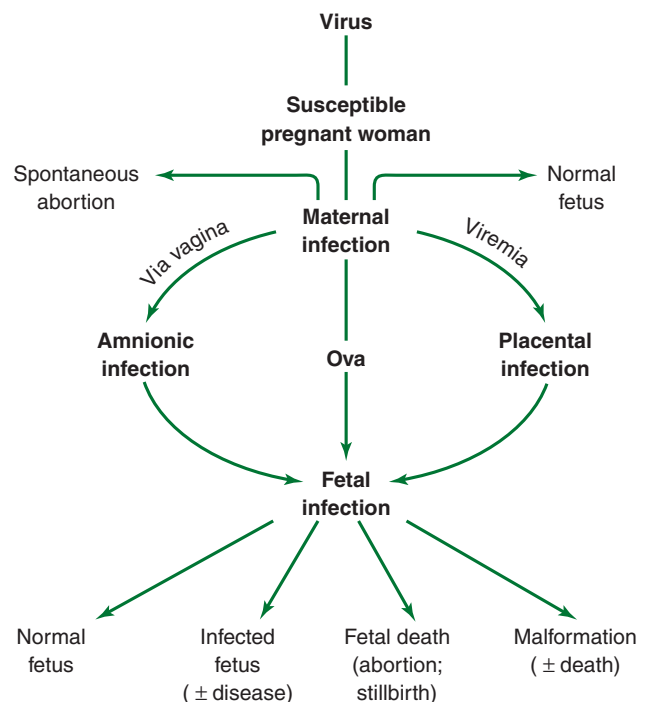 Virus
Susceptible
pregnant woman
Spontaneous
abortion
Normal
fetus
Maternal
infection
Via vagina
Viremia
Amnionic
infection
Ova
Placental
infection
Fetal
infection
Normal
fetus
Infected
fetus
( ± disease)
Fetal death
(abortion;
stillbirth)
Malformation
( ± death)